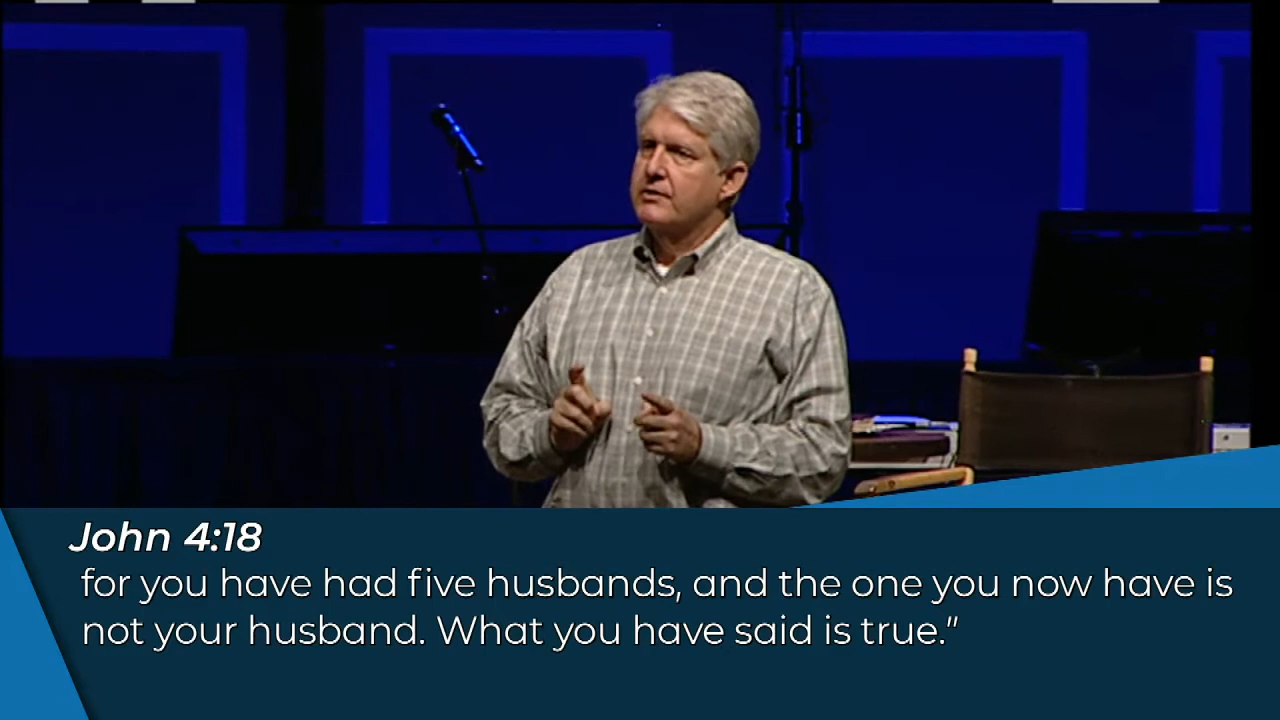 John 4:18
for you have had five husbands, and the one you now have is
not your husband. What you have said is true.”